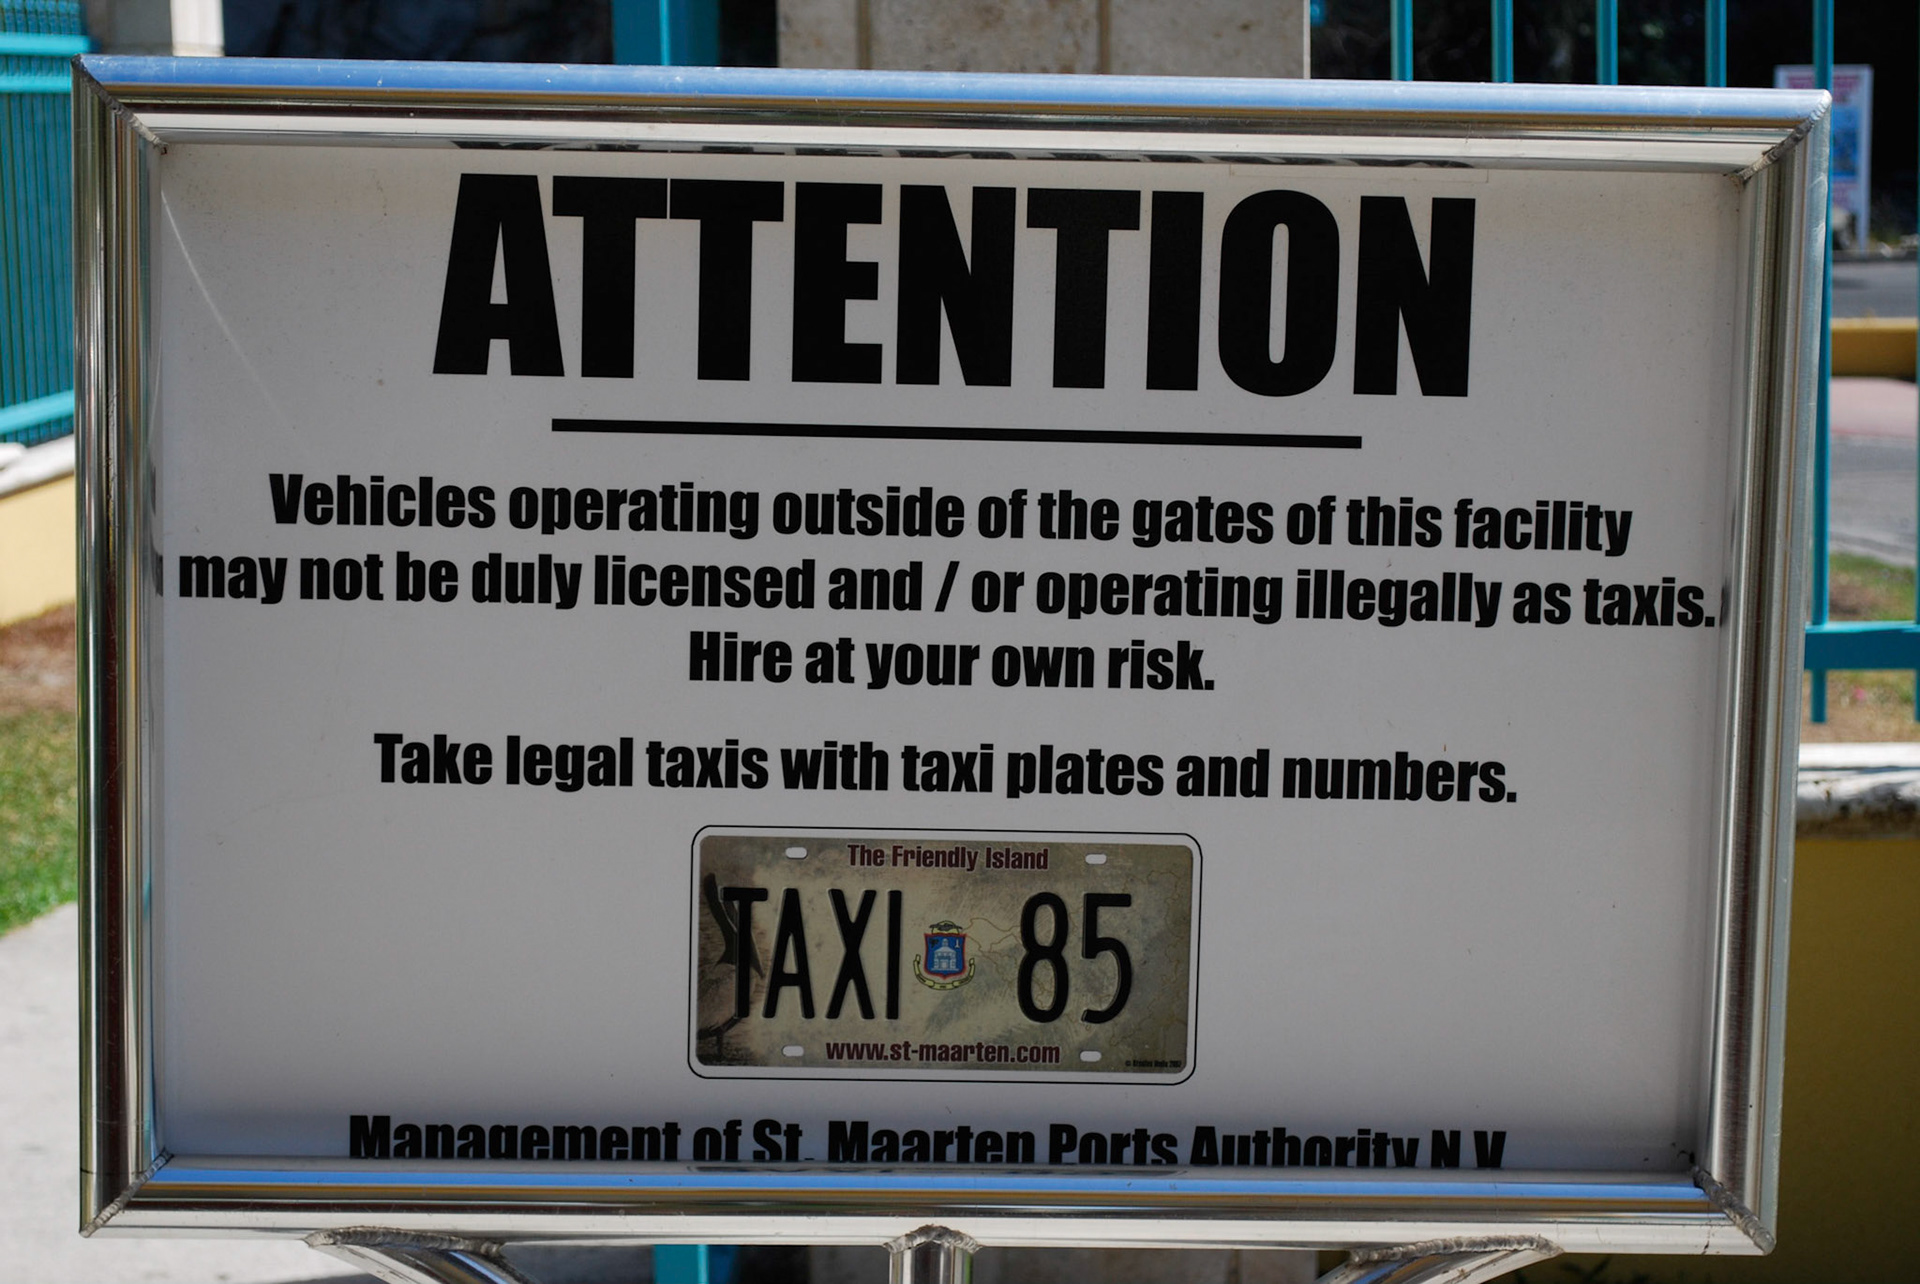 ATTENTION
Vehicles operating outside of the gates of this facility
may not be duly licensed and / or operating illegally as taxis.
Hire at your own risk.
Take legal taxis with taxi plates and numbers.
The Friendly Island
TAXI 85
www.st-maarten.com
Management of St. Maarten Ports Authority N V